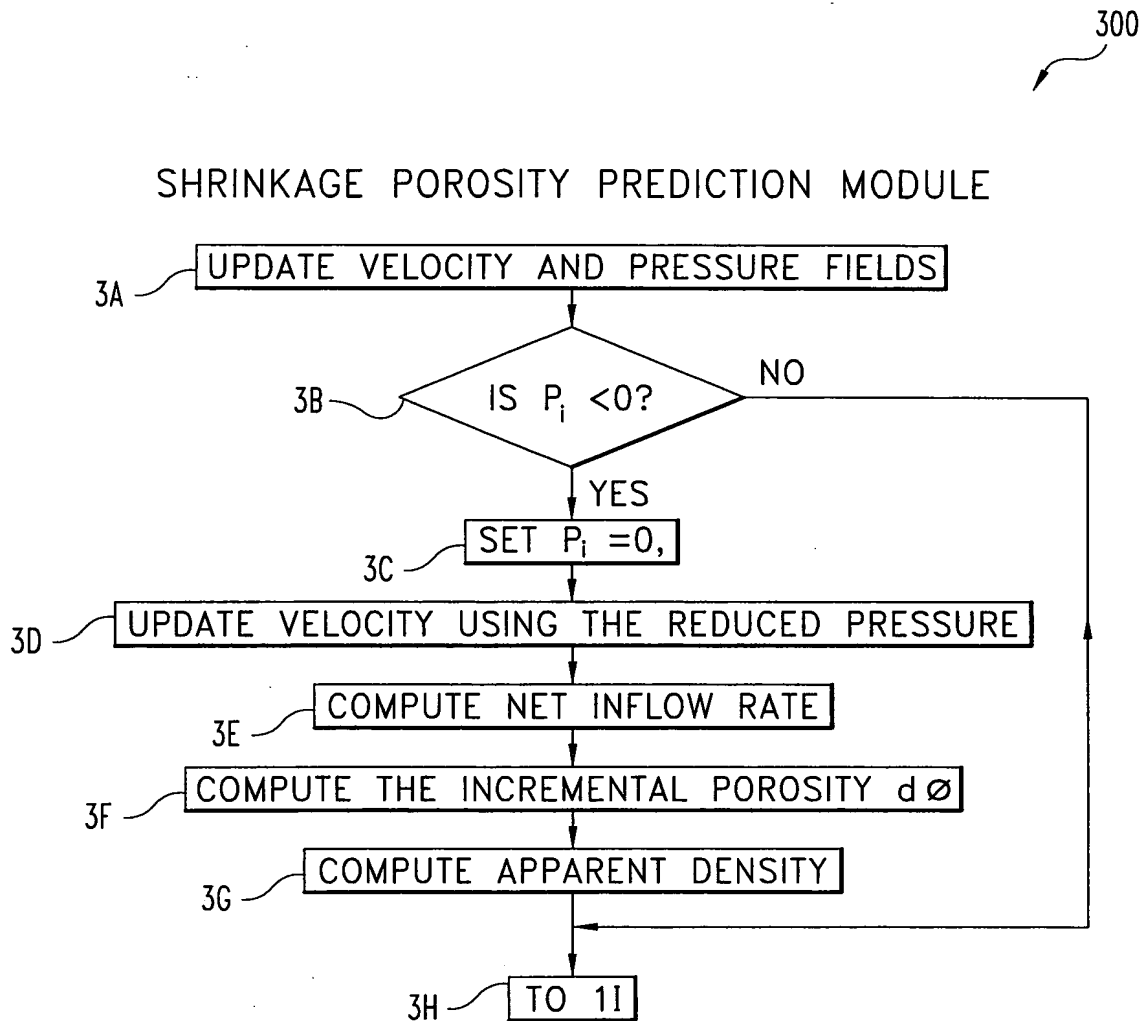 300
SHRINKAGE POROSITY PREDICTION MODULE
UPDATE VELOCITY AND PRESSURE FIELDS
3A
IS Pi <0?
3B
NO
YES
SET Pi =0,
3C
UPDATE VELOCITY USING THE REDUCED PRESSURE
3D
COMPUTE NET INFLOW RATE
3E
COMPUTE THE INCREMENTAL POROSITY d Ø
3F
COMPUTE APPARENT DENSITY
3G
TO 1I
3H